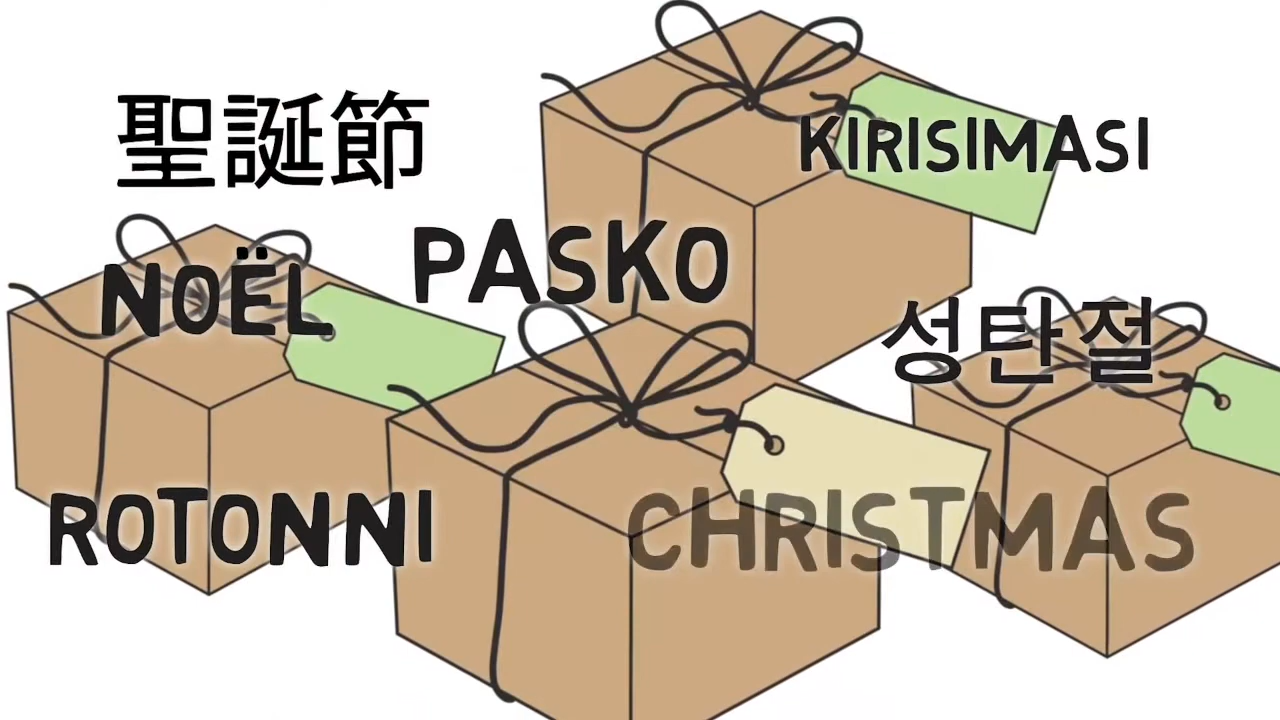 聖誕節
KIRISIMASI
PASKO
NOËL
성탄절
ROTONNI
CHRISTMAS